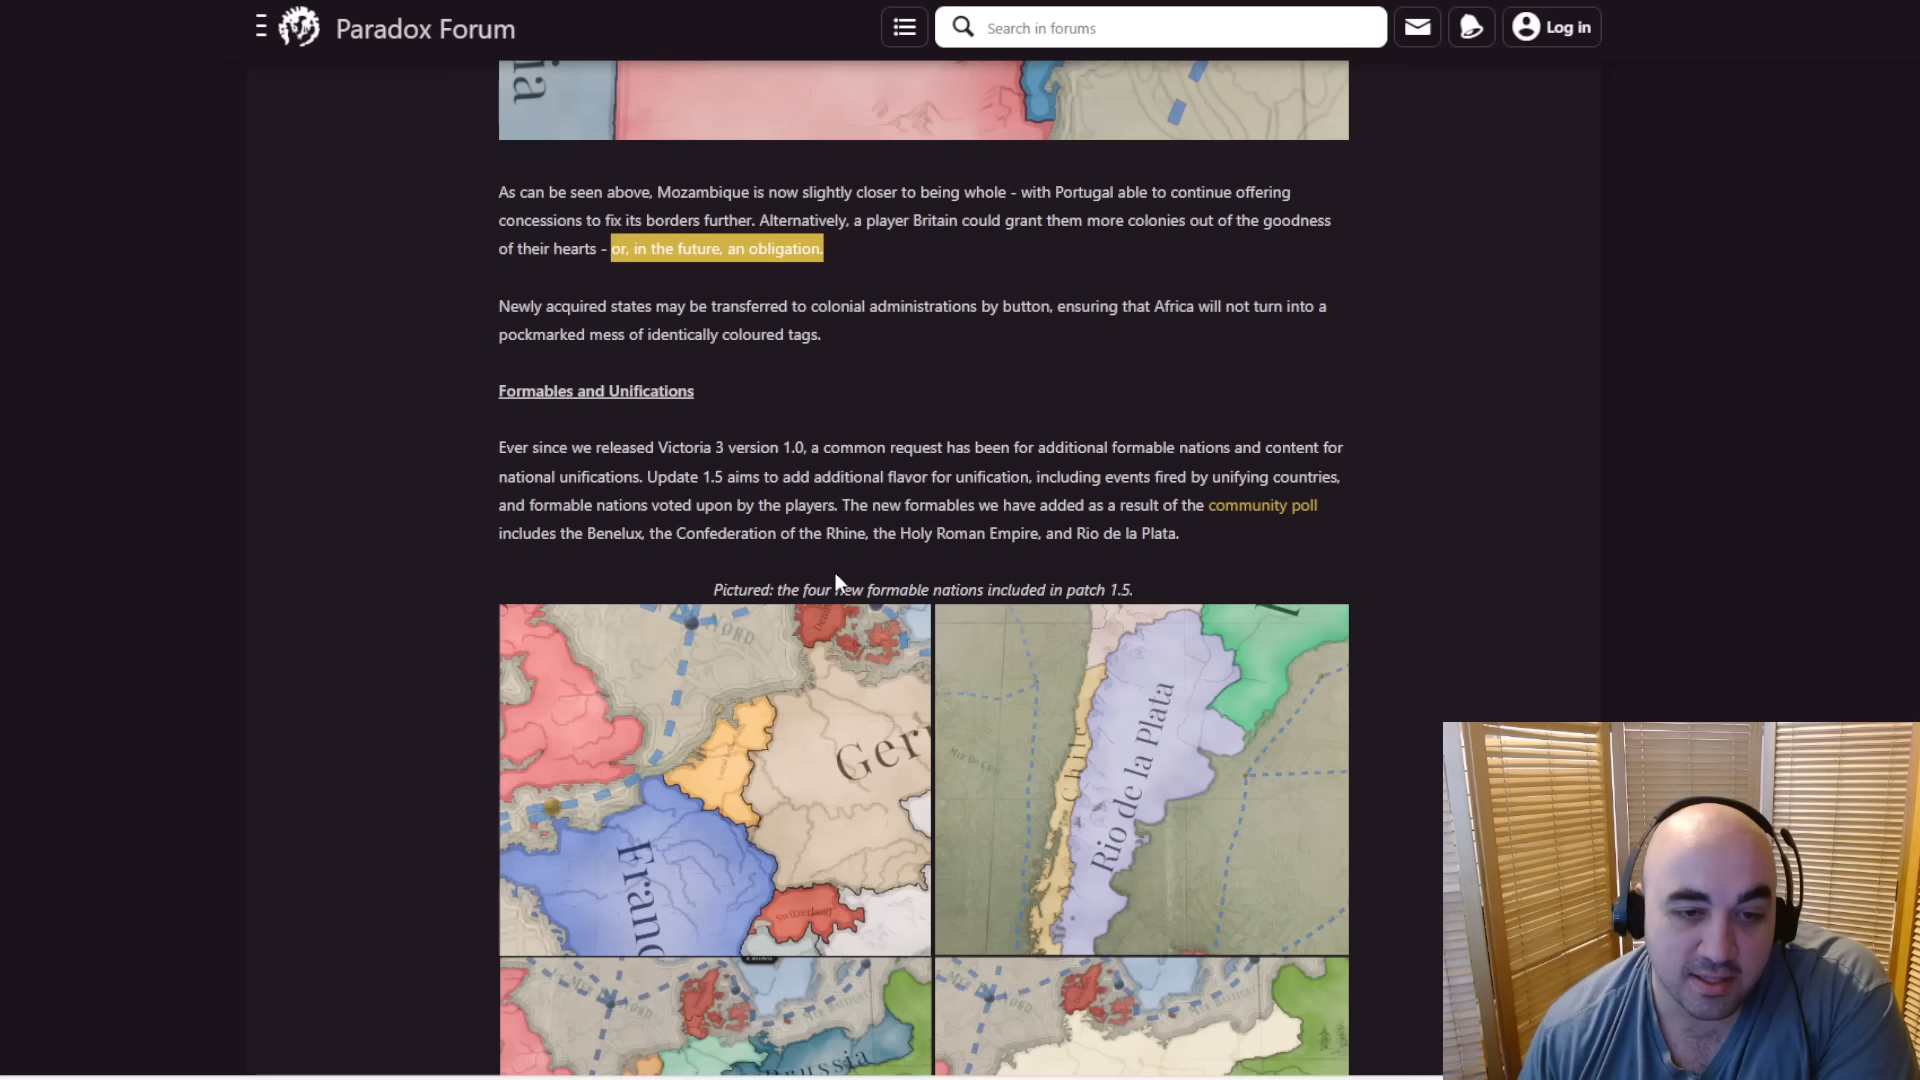 Paradox Forum
Search in forums
Log in
ia
As can be seen above, Mozambique is now slightly closer to being whole - with Portugal able to continue offering
concessions to fix its borders further. Alternatively, a player Britain could grant them more colonies out of the goodness
of their hearts - or, in the future, an obligation.
Newly acquired states may be transferred to colonial administrations by button, ensuring that Africa will not turn into a
pockmarked mess of identically coloured tags.
Formables and Unifications
Ever since we released Victoria 3 version 1.0, a common request has been for additional formable nations and content for
national unifications. Update 1.5 aims to add additional flavor for unification, including events fired by unifying countries,
and formable nations voted upon by the players. The new formables we have added as a result of the community poll
includes the Benelux, the Confederation of the Rhine, the Holy Roman Empire, and Rio de la Plata.
Pictured: the four new formable nations included in patch 1.5.
Gerr
Franc
Switzerland
Rio de la Plata
Chile
Prussia